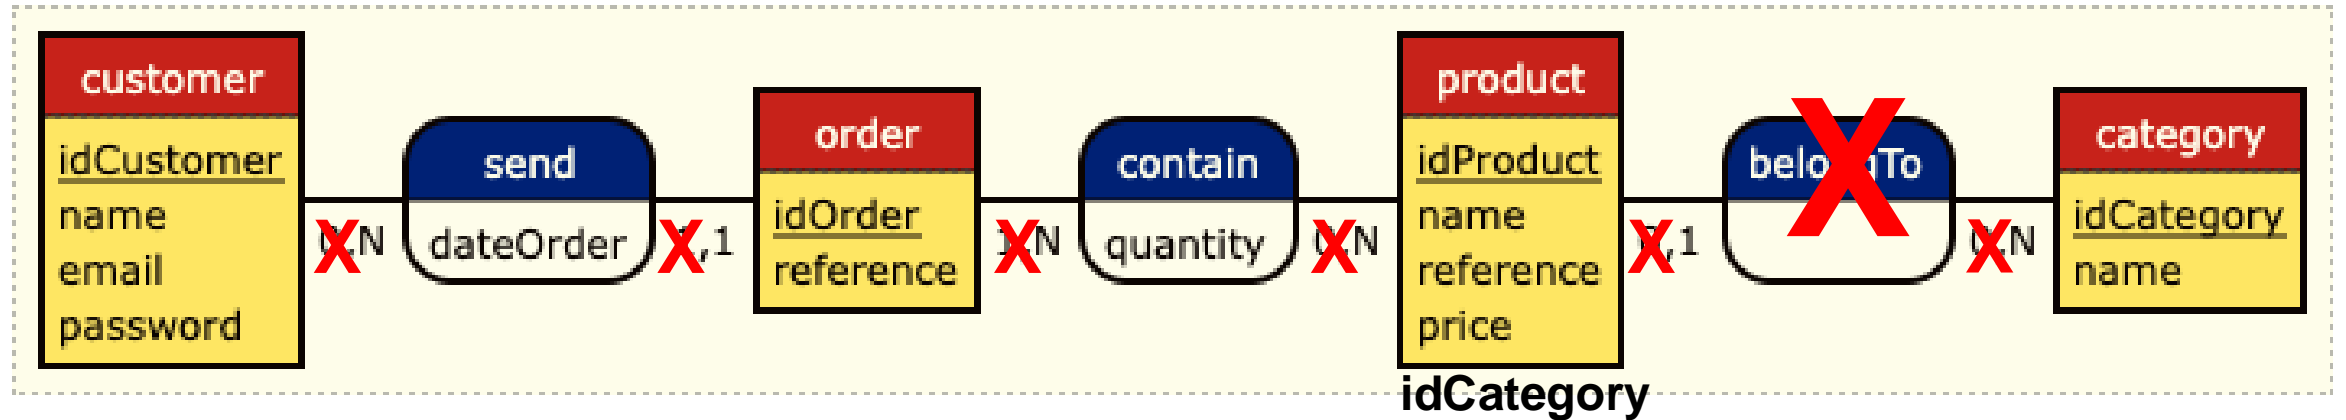 customer
idCustomer
name
email
password
X,N
send
dateOrder
X,1
order
idOrder
reference
X N
contain
quantity
X,N
product
idProduct
name
reference
price
idCategory
X,1
belongTo
X
X,N
category
idCategory
name